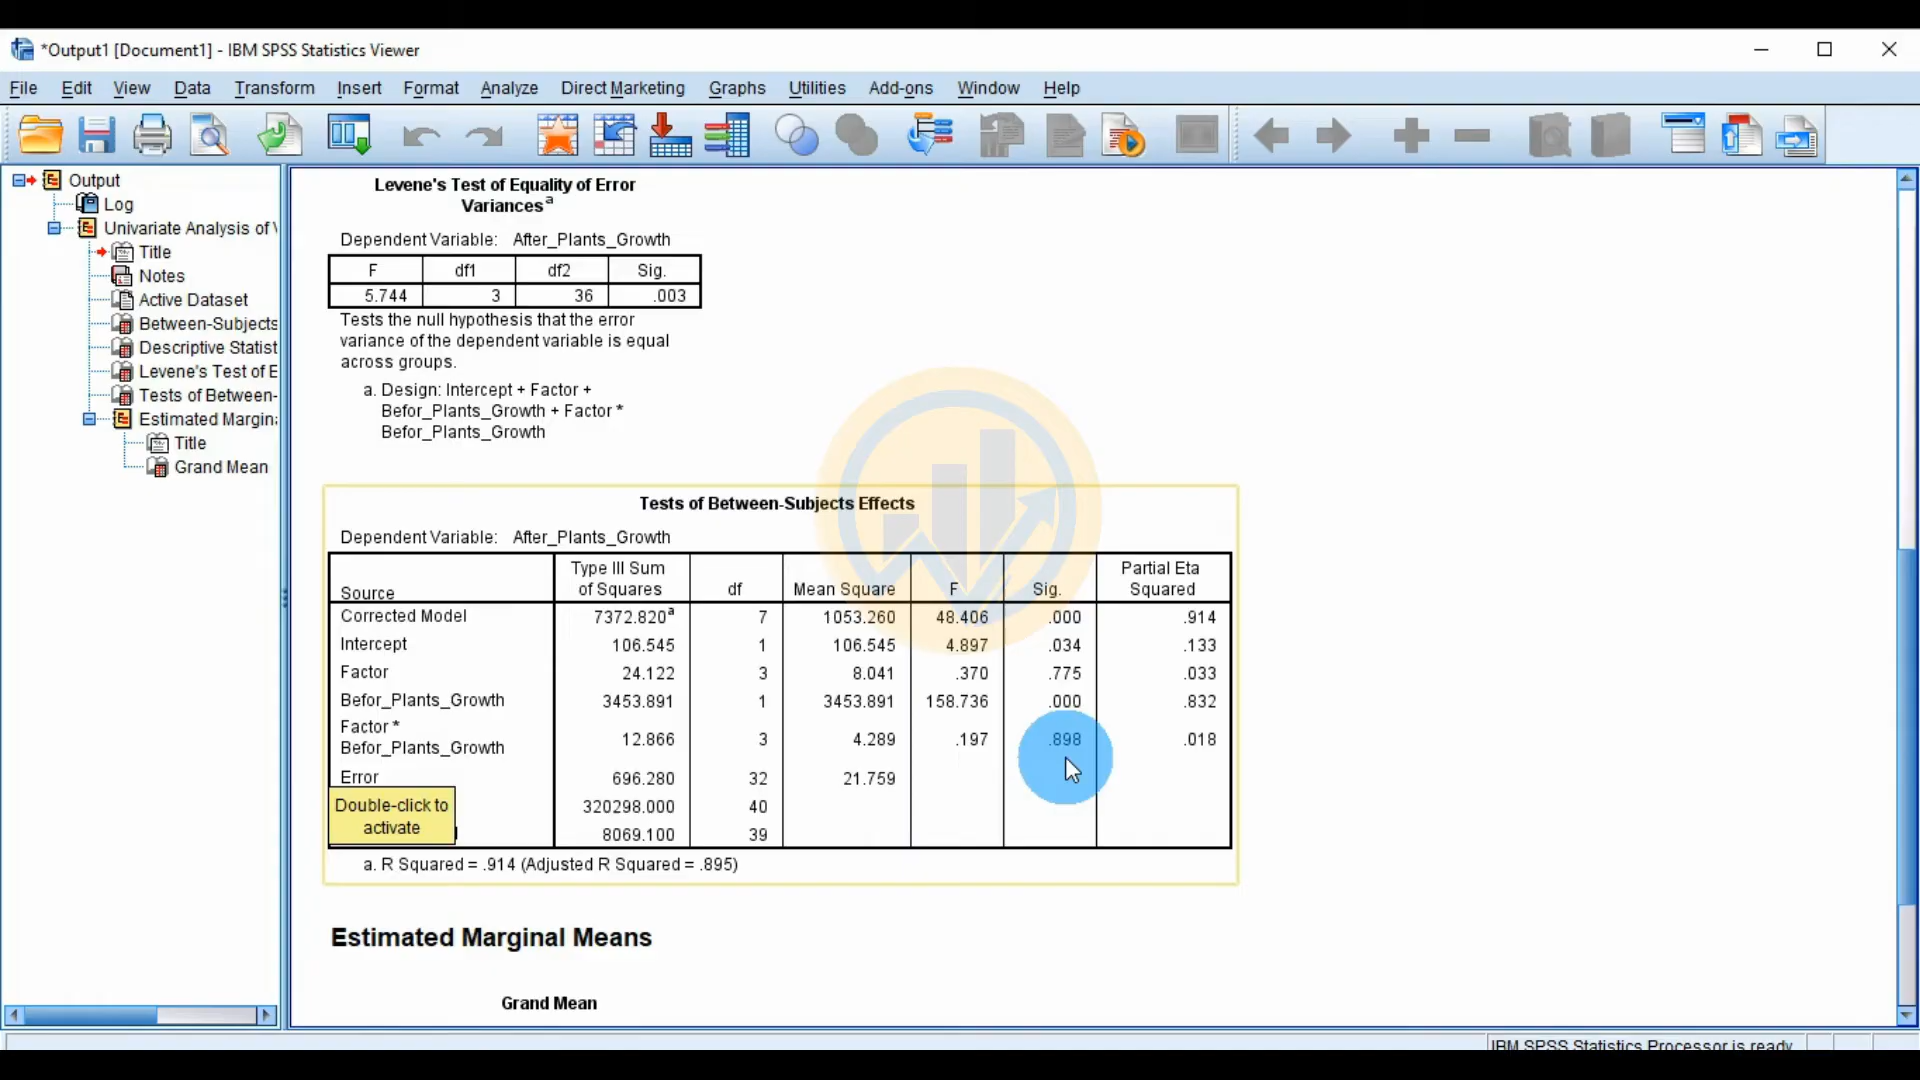 *Output1 [Document1] - IBM SPSS Statistics Viewer
File Edit View Data Transform Insert Format Analyze Direct Marketing Graphs Utilities Add-ons Window Help
Output
Log
Univariate Analysis of
Title
Notes
Active Dataset
Between-Subjects
Descriptive Statist
Levene's Test of E
Tests of Between-
Estimated Margin
Title
Grand Mean
Levene's Test of Equality of Error
Variancesa
Dependent Variable: After_Plants_Growth
F df1 df2 Sig.
5.744 3 36 .003
Tests the null hypothesis that the error
variance of the dependent variable is equal
across groups.
a. Design: Intercept + Factor +
Befor_Plants_Growth + Factor *
Befor_Plants_Growth
Tests of Between-Subjects Effects
Dependent Variable: After_Plants_Growth
Type III Sum Partial Eta
Source of Squares df Mean Square F Sig. Squared
Corrected Model 7372.820a 7 1053.260 48.406 .000 .914
Intercept 106.545 1 106.545 4.897 .034 .133
Factor 24.122 3 8.041 .370 .775 .033
Befor_Plants_Growth 3453.891 1 3453.891 158.736 .000 .832
Factor *
Befor_Plants_Growth 12.866 3 4.289 .197 .898 .018
Error 696.280 32 21.759
Double-click to 320298.000 40
activate 8069.100 39
a. R Squared = .914 (Adjusted R Squared = .895)
Estimated Marginal Means
Grand Mean
IBM SPSS Statistics Processor is ready